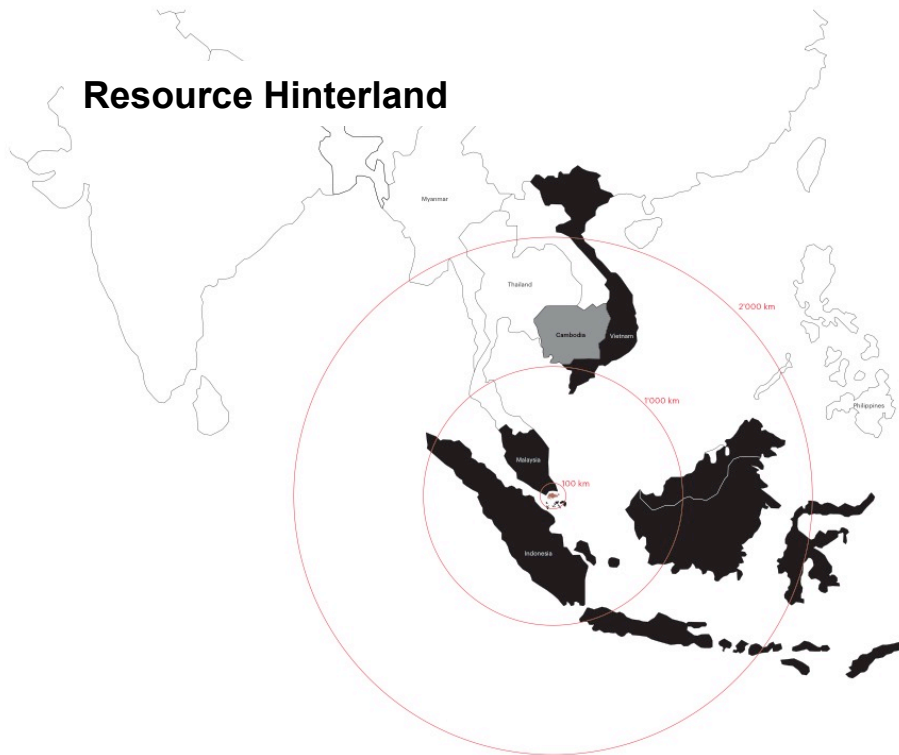 Resource Hinterland
Myanmar
Thailand
2'000 km
Cambodia
Vietnam
1'000 km
Philippines
Malaysia
100 km
Indonesia